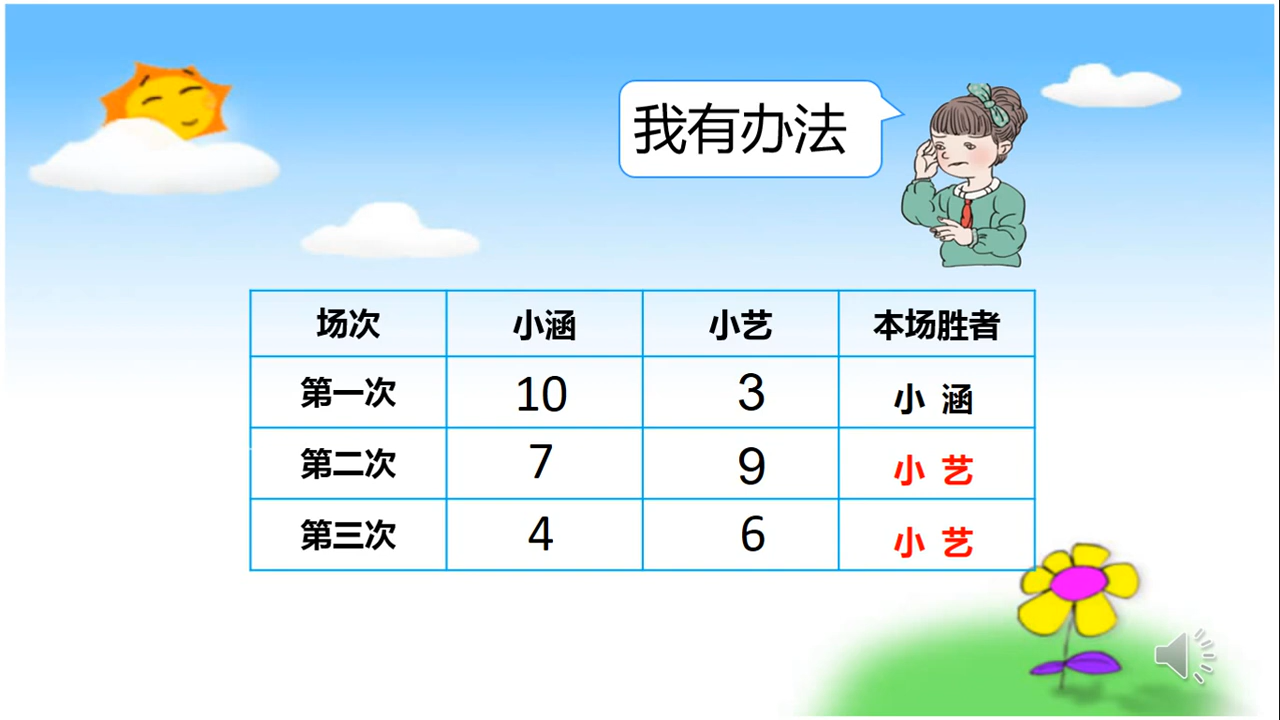 我有办法
场次 小涵 小艺 本场胜者
第一次 10 3 小 涵
第二次 7 9 小 艺
第三次 4 6 小 艺